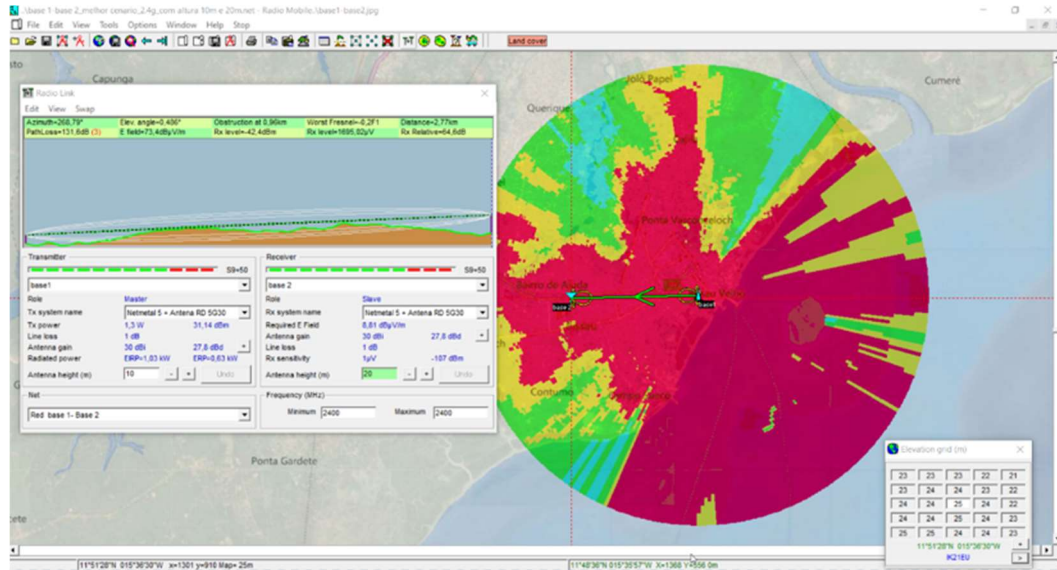 .\base 1-base 2_melhor cenario_2.4g_com altura 10m e 20m.net - Radio Mobile.\base1-base2.jpg
File Edit View Tools Options Window Help Stop
Land cover
Capunga
Cumeré
Radio Link
Edit View Swap
Azimuth=268,79° Elev. angle=0,406° Obstruction at 0,96km Worst Fresnel=-0,2F1 Distance=2,77km
PathLoss=131,6dB (3) E field=73,4dBμV/m Rx level=-42,4dBm Rx level=1695,02μV Rx Relative=64,6dB
Transmitter
S9+50
base1
Role Master
Tx system name Netmetal 5 + Antena RD 5G30
Tx power 1,3 W 31,14 dBm
Line loss 1 dB
Antenna gain 30 dBi 27,8 dBd +
Radiated power EIRP=1,03 kW ERP=0,63 kW
Antenna height (m) 10 - + Undo
Net
Red base 1- Base 2
Receiver
S9+50
base 2
Role Slave
Rx system name Netmetal 5 + Antena RD 5G30
Required E Field 8,81 dBμV/m
Antenna gain 30 dBi 27,8 dBd +
Line loss 1 dB
Rx sensitivity 1μV -107 dBm
Antenna height (m) 20 - + Undo
Frequency (MHz)
Minimum 2400 Maximum 2400
Querique
base 2
base1
Contumo
Ponta Gardete
Elevation grid (m)
23 23 23 22 21
23 24 24 23 22
24 24 25 24 22
24 24 25 24 23
25 25 24 24 23
11°51'28"N 015°36'30"W
IK21EU
11°51'28"N 015°36'30"W x=1301 y=910 Map= 25m
11°48'36"N 015°35'57"W X=1368 Y=556 0m